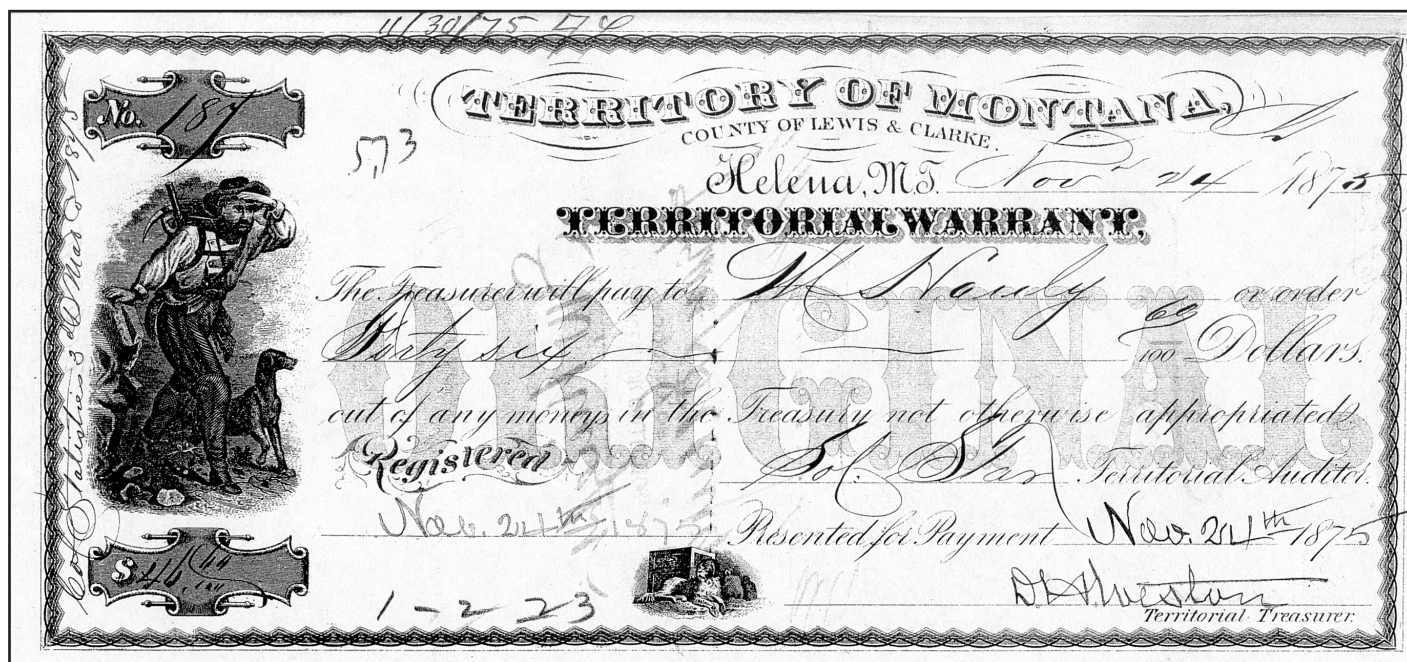 11/30/75
No. 187
TERRITORY OF MONTANA,
COUNTY OF LEWIS & CLARKE.
573
Helena, M.T. Nov 24 1875
TERRITORIAL WARRANT,
The Treasurer will pay to or order
Forty six 60/100 Dollars.
ORIGINAL
out of any moneys in the Treasury not otherwise appropriated.
Registered Sol. Star Territorial Auditor.
Nov. 24th 1875 Presented for Payment Nov. 24th 1875
$46.60
1-2-23
Territorial Treasurer.